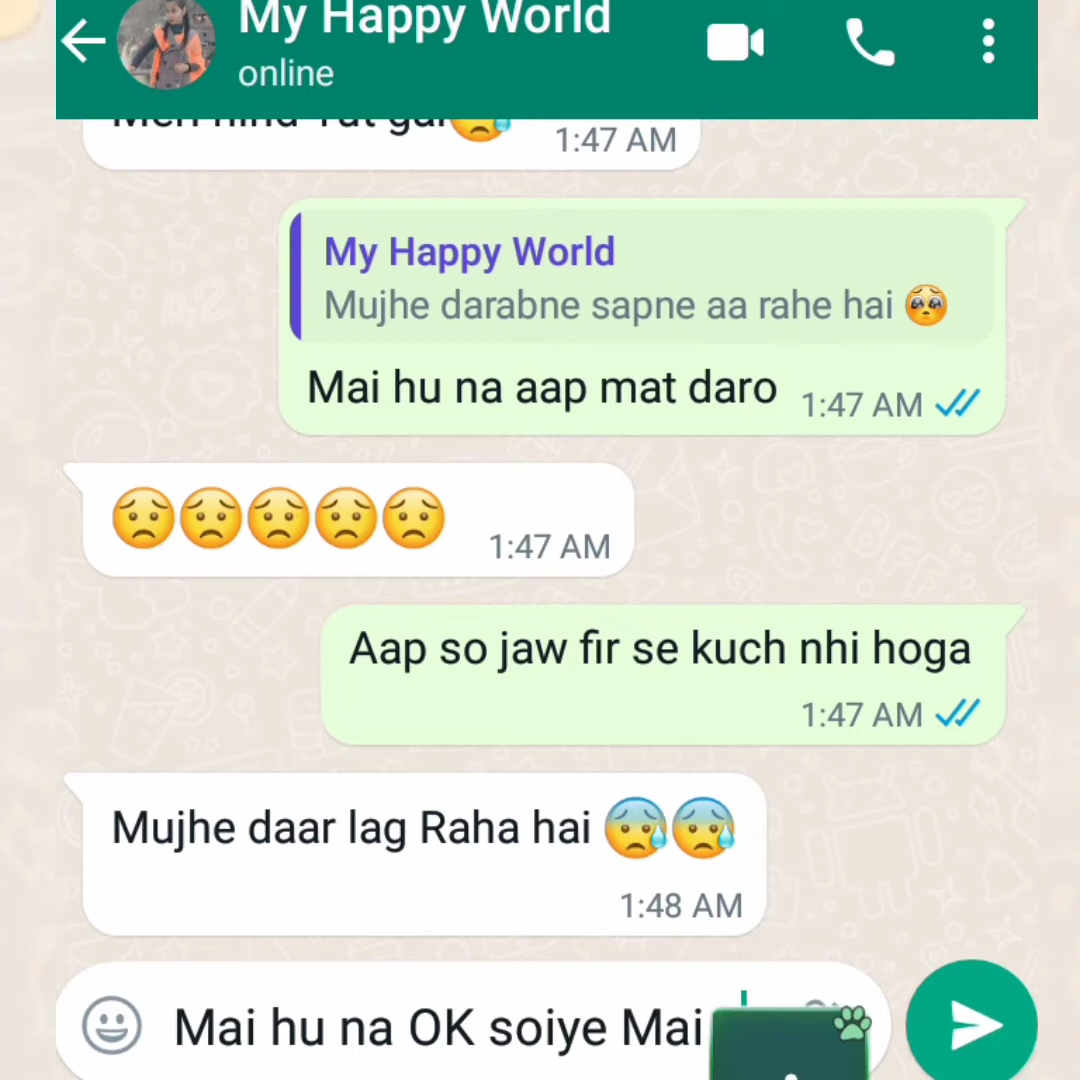 My Happy World
online
1:47 AM
My Happy World
Mujhe darabne sapne aa rahe hai 🥺
Mai hu na aap mat daro
1:47 AM
😟😟😟😟😟
1:47 AM
Aap so jaw fir se kuch nhi hoga
1:47 AM
Mujhe daar lag Raha hai 😰😰
1:48 AM
Mai hu na OK soiye Mai